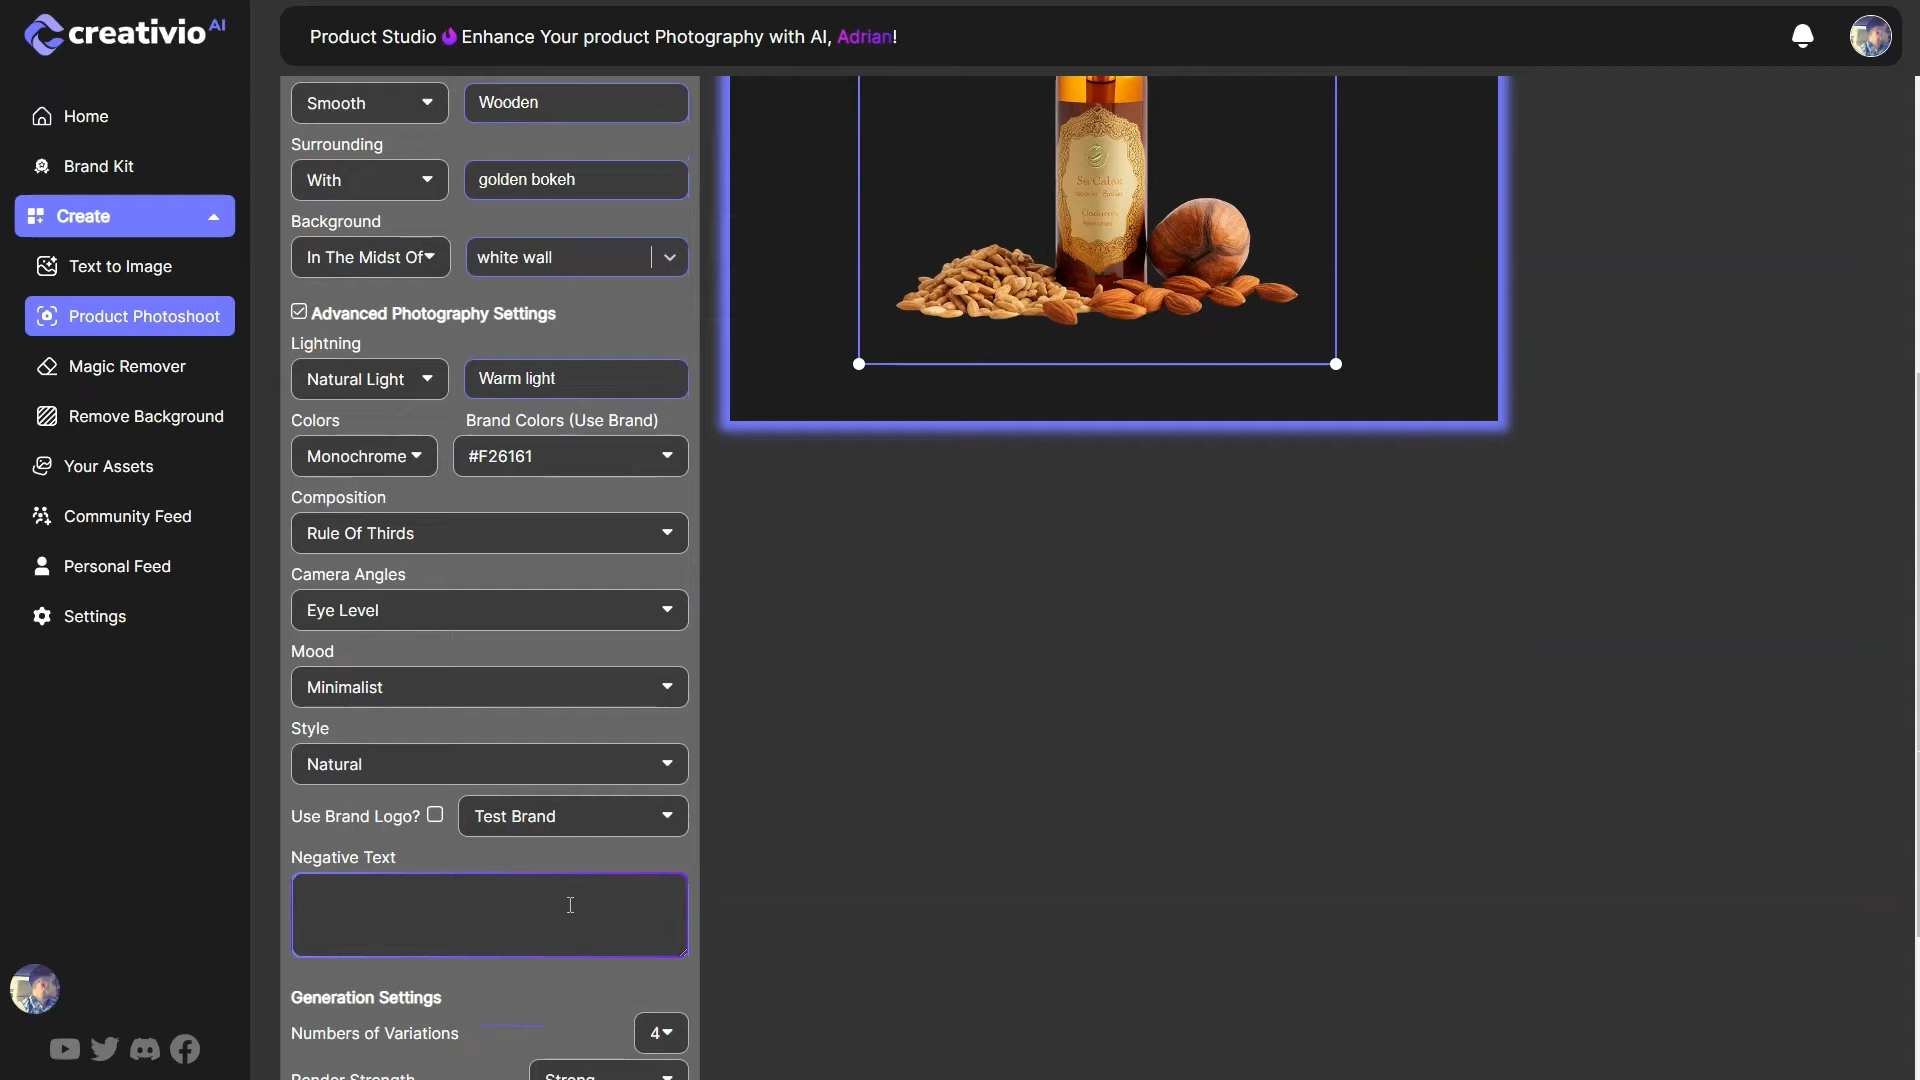 creativio AI
Product Studio Enhance Your product Photography with AI, Adrian!
Home
Brand Kit
Create
Text to Image
Product Photoshoot
Magic Remover
Remove Background
Your Assets
Community Feed
Personal Feed
Settings
Smooth
Wooden
Surrounding
With
golden bokeh
Background
In The Midst Of
white wall
Advanced Photography Settings
Lightning
Natural Light
Warm light
Colors
Brand Colors (Use Brand)
Monochrome
#F26161
Composition
Rule Of Thirds
Camera Angles
Eye Level
Mood
Minimalist
Style
Natural
Use Brand Logo?
Test Brand
Negative Text
Generation Settings
Numbers of Variations
4
Render Strength
Strong